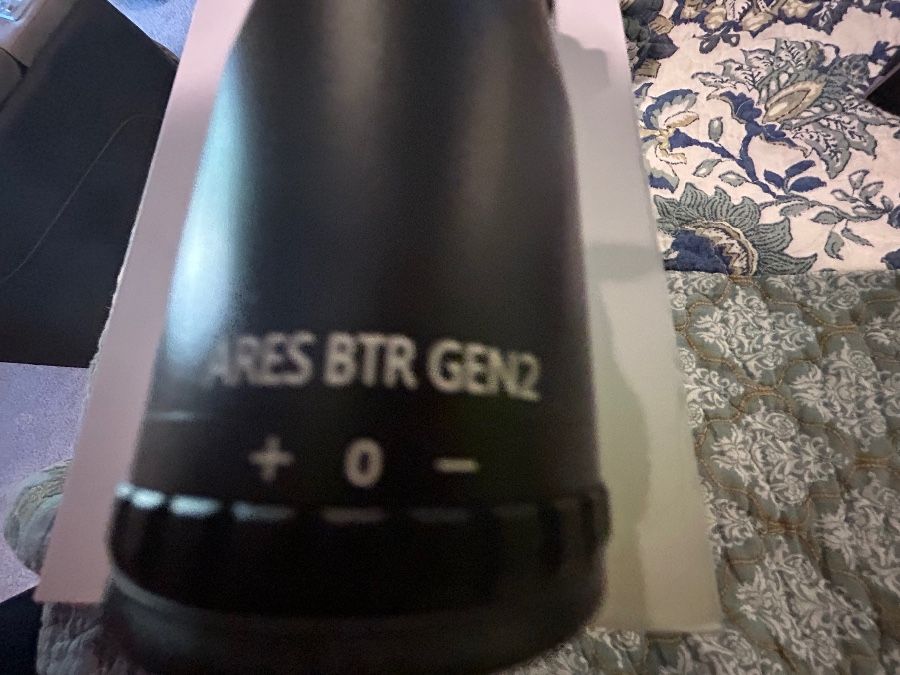 ARES BTR GEN2
+ 0 −